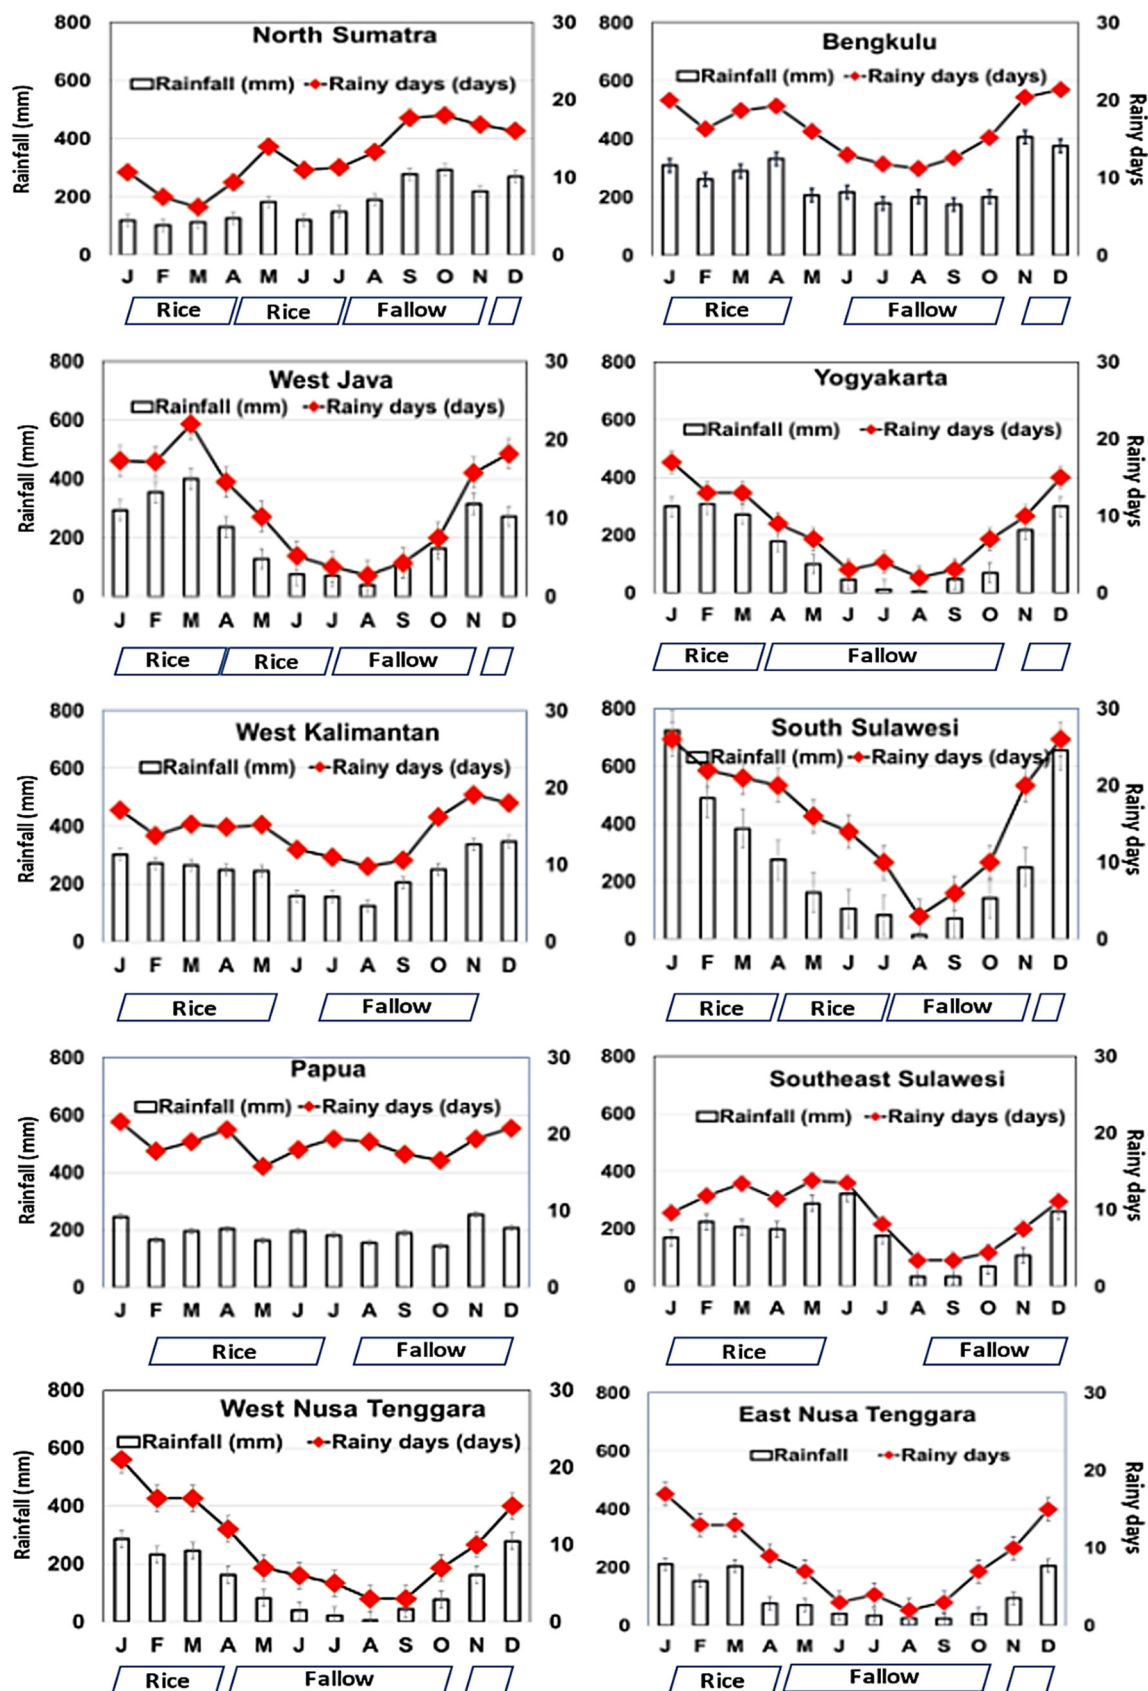 North Sumatra
Rainfall (mm) Rainy days (days)
800 600 400 200 0
30 20 10 0
Rainfall (mm)
J F M A M J J A S O N D
Rice Rice Fallow
Bengkulu
Rainfall (mm) Rainy days (days)
800 600 400 200 0
30 20 10 0
Rainy days
J F M A M J J A S O N D
Rice Fallow
West Java
Rainfall (mm) Rainy days (days)
800 600 400 200 0
30 20 10 0
Rainfall (mm)
J F M A M J J A S O N D
Rice Rice Fallow
Yogyakarta
Rainfall (mm) Rainy days (days)
800 600 400 200 0
30 20 10 0
Rainy days
J F M A M J J A S O N D
Rice Fallow
West Kalimantan
Rainfall (mm) Rainy days (days)
800 600 400 200 0
30 20 10 0
Rainfall (mm)
J F M A M J J A S O N D
Rice Fallow
South Sulawesi
Rainfall (mm) Rainy days (days)
800 600 400 200 0
30 20 10 0
Rainy days
J F M A M J J A S O N D
Rice Rice Fallow
Papua
Rainfall (mm) Rainy days (days)
800 600 400 200 0
30 20 10 0
Rainfall (mm)
J F M A M J J A S O N D
Rice Fallow
Southeast Sulawesi
Rainfall (mm) Rainy days (days)
800 600 400 200 0
30 20 10 0
Rainy days
J F M A M J J A S O N D
Rice Fallow
West Nusa Tenggara
Rainfall (mm) Rainy days (days)
800 600 400 200 0
30 20 10 0
Rainfall (mm)
J F M A M J J A S O N D
Rice Fallow
East Nusa Tenggara
Rainfall Rainy days
800 600 400 200 0
30 20 10 0
Rainy days
J F M A M J J A S O N D
Rice Fallow